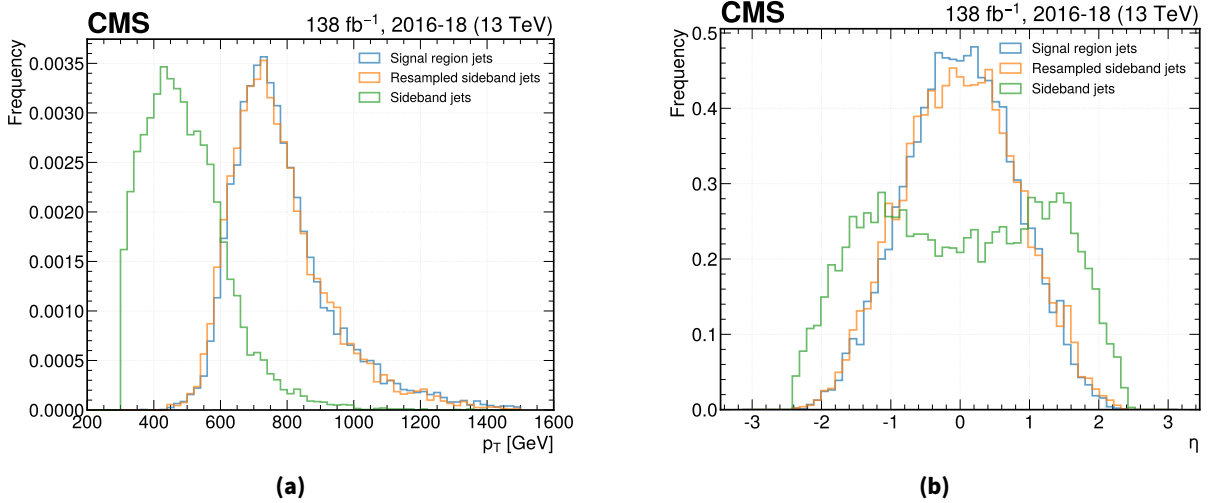 CMS 138 fb⁻¹, 2016-18 (13 TeV)
Frequency
0.0035
0.0030
0.0025
0.0020
0.0015
0.0010
0.0005
0.0000
Signal region jets
Resampled sideband jets
Sideband jets
200 400 600 800 1000 1200 1400 1600
p_T [GeV]
(a)
CMS 138 fb⁻¹, 2016-18 (13 TeV)
Frequency
0.5
0.4
0.3
0.2
0.1
0.0
Signal region jets
Resampled sideband jets
Sideband jets
-3 -2 -1 0 1 2 3
η
(b)